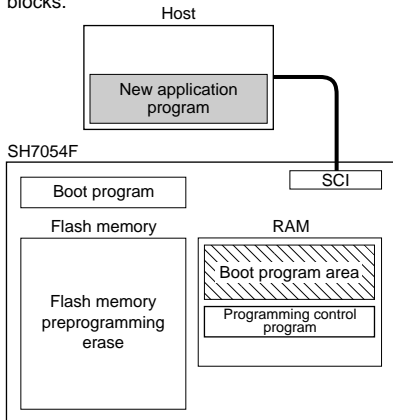 blocks.
Host
New application
program
SH7054F
SCI
Boot program
Flash memory
RAM
Boot program area
Flash memory
preprogramming
erase
Programming control
program